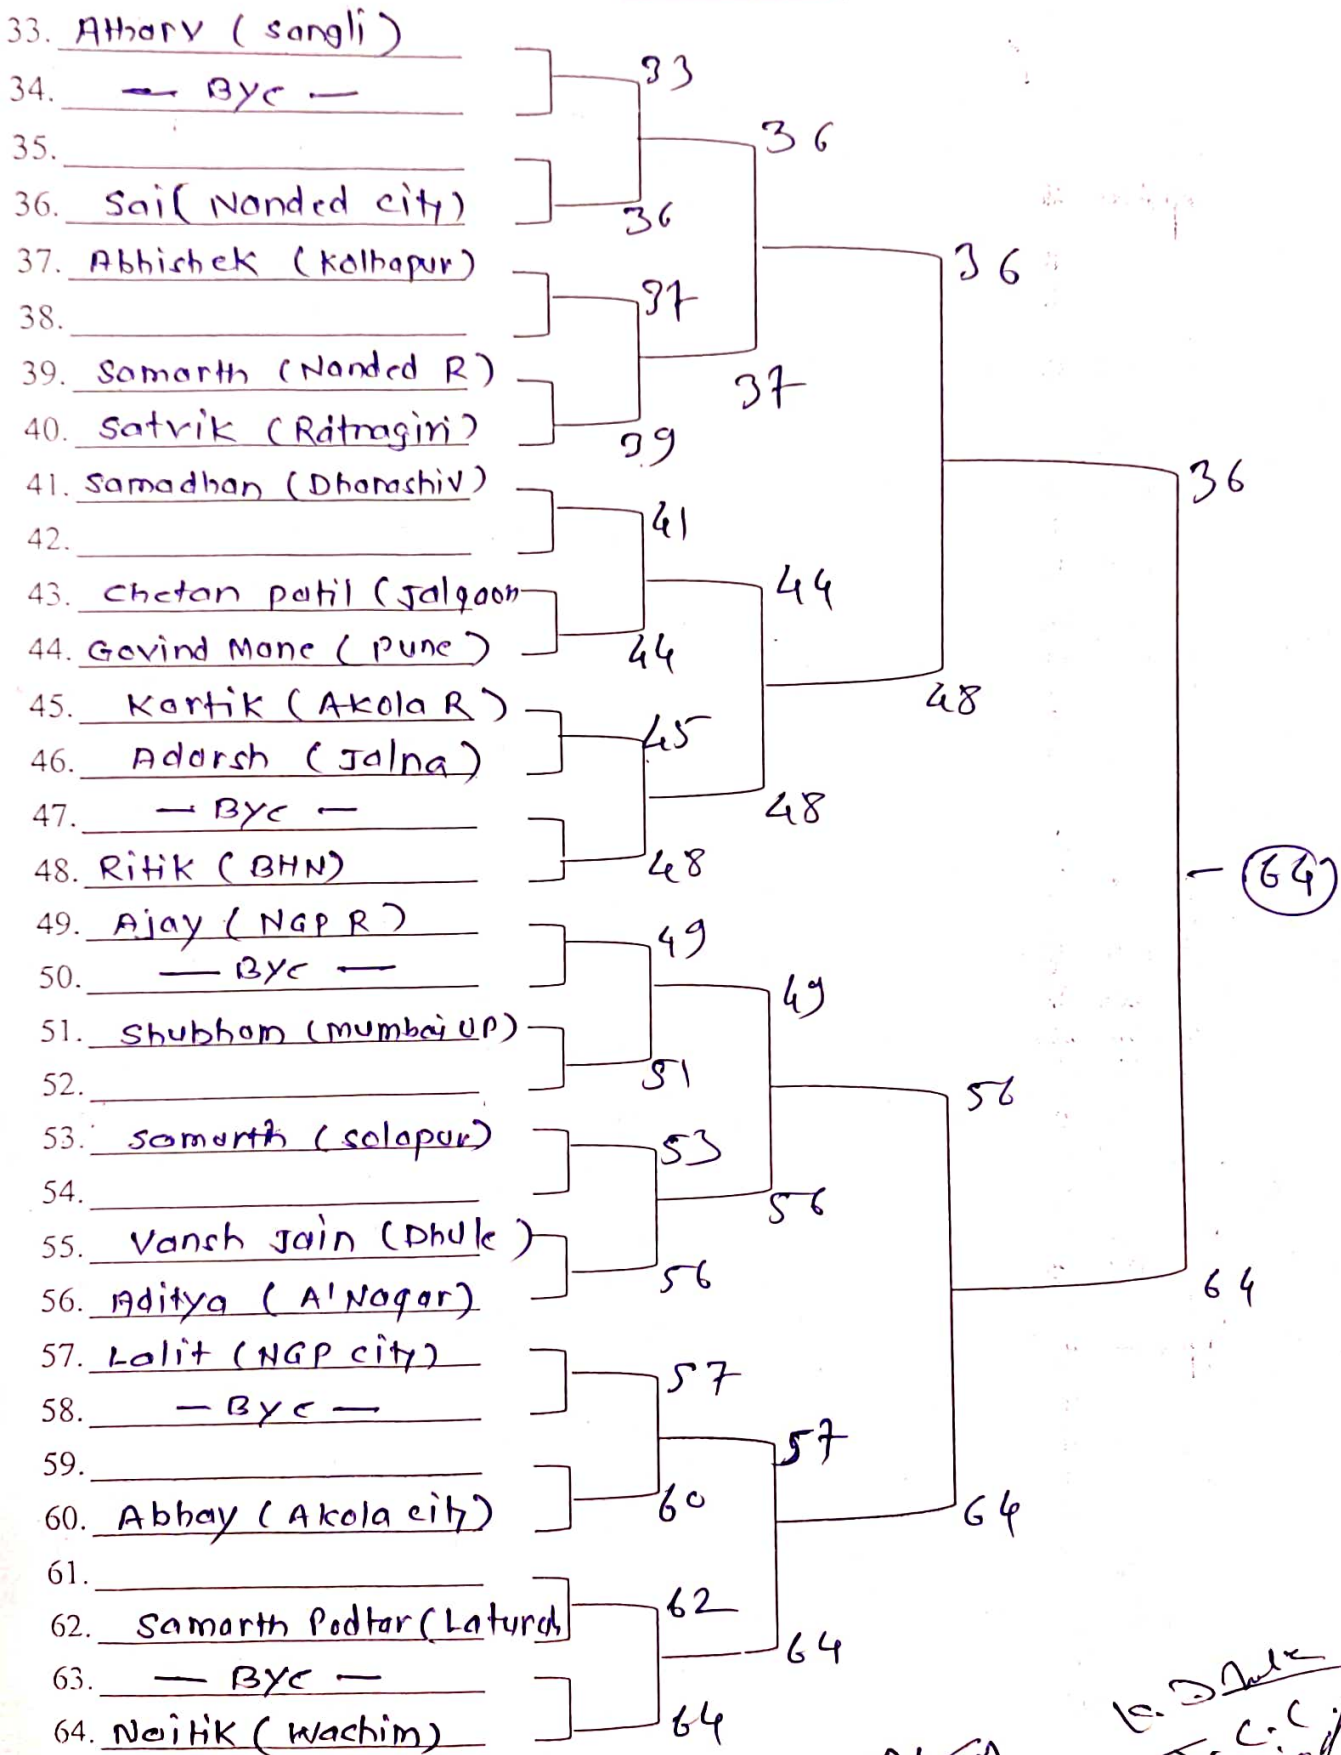 33. Atharv (sangli)
34. — Bye —
35.
36. Sai( Nanded city)
37. Abhishek (Kolhapur)
38.
39. Samarth (Nanded R)
40. Satvik (Ratnagiri)
41. Samadhan (Dharashiv)
42.
43. Chetan patil (Jalgaon
44. Govind Mane (Pune)
45. Kartik (Akola R)
46. Adarsh (Jalna)
47. — Bye —
48. Ritik (BHN)
49. Ajay (NGP R)
50. — Bye —
51. Shubham (mumbai UP)
52.
53. Samarth (solapur)
54.
55. Vansh Jain (Dhule)
56. Aditya (A'Nagar)
57. Lalit (NGP city)
58. — Bye —
59.
60. Abhay (Akola city)
61.
62. Samarth Podtar (Latur
63. — Bye —
64. Naitik (Wachim)
33
36
37
39
41
44
45
48
49
51
53
56
57
60
62
64
36
37
44
48
49
56
57
64
36
48
56
64
36
64
64